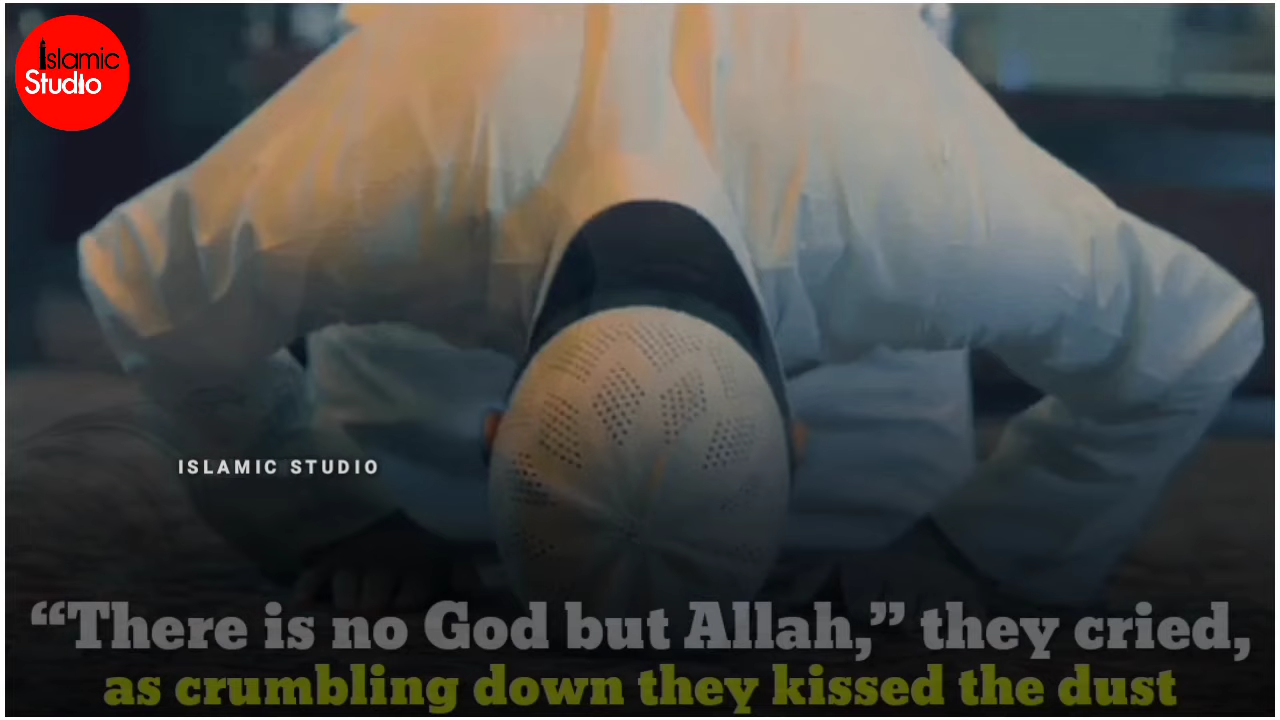 Islamic
Studio
ISLAMIC STUDIO
“There is no God but Allah,” they cried,
as crumbling down they kissed the dust